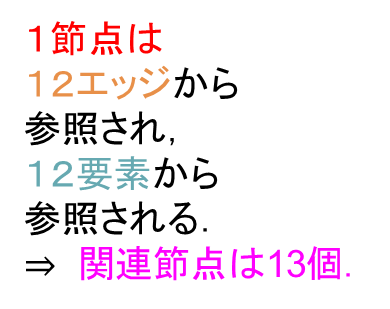 １節点は
１２エッジから
参照され，
１２要素から
参照される．
⇒ 関連節点は13個．